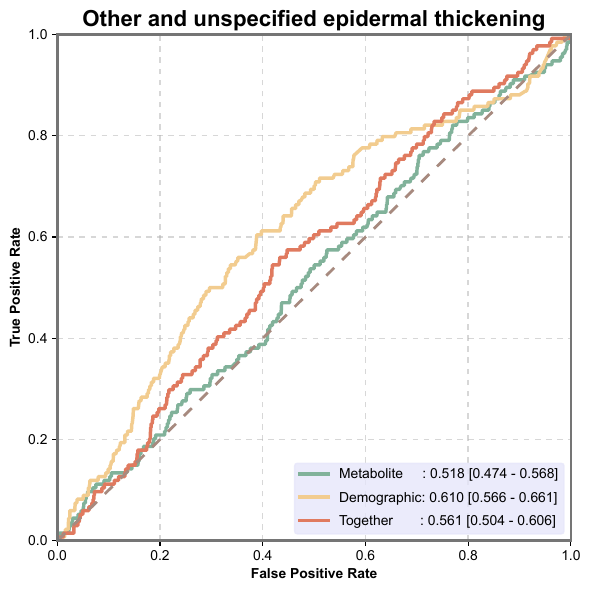 Other and unspecified epidermal thickening
1.0
0.8
0.6
0.4
0.2
0.0
True Positive Rate
Metabolite : 0.518 [0.474 - 0.568]
Demographic: 0.610 [0.566 - 0.661]
Together : 0.561 [0.504 - 0.606]
0.0 0.2 0.4 0.6 0.8 1.0
False Positive Rate